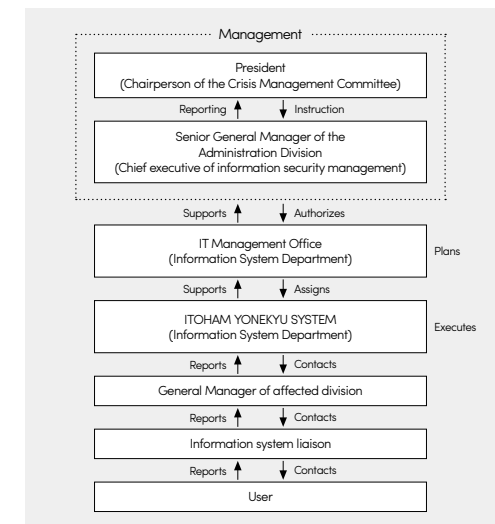 Management
President
(Chairperson of the Crisis Management Committee)
Reporting Instruction
Senior General Manager of the
Administration Division
(Chief executive of information security management)
Supports Authorizes
IT Management Office
(Information System Department)
Plans
Supports Assigns
ITOHAM YONEKYU SYSTEM
(Information System Department)
Executes
Reports Contacts
General Manager of affected division
Reports Contacts
Information system liaison
Reports Contacts
User